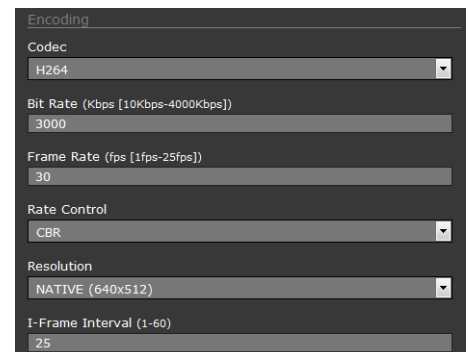 Encoding
Codec
H264
Bit Rate (Kbps [10Kbps-4000Kbps])
3000
Frame Rate (fps [1fps-25fps])
30
Rate Control
CBR
Resolution
NATIVE (640x512)
I-Frame Interval (1-60)
25